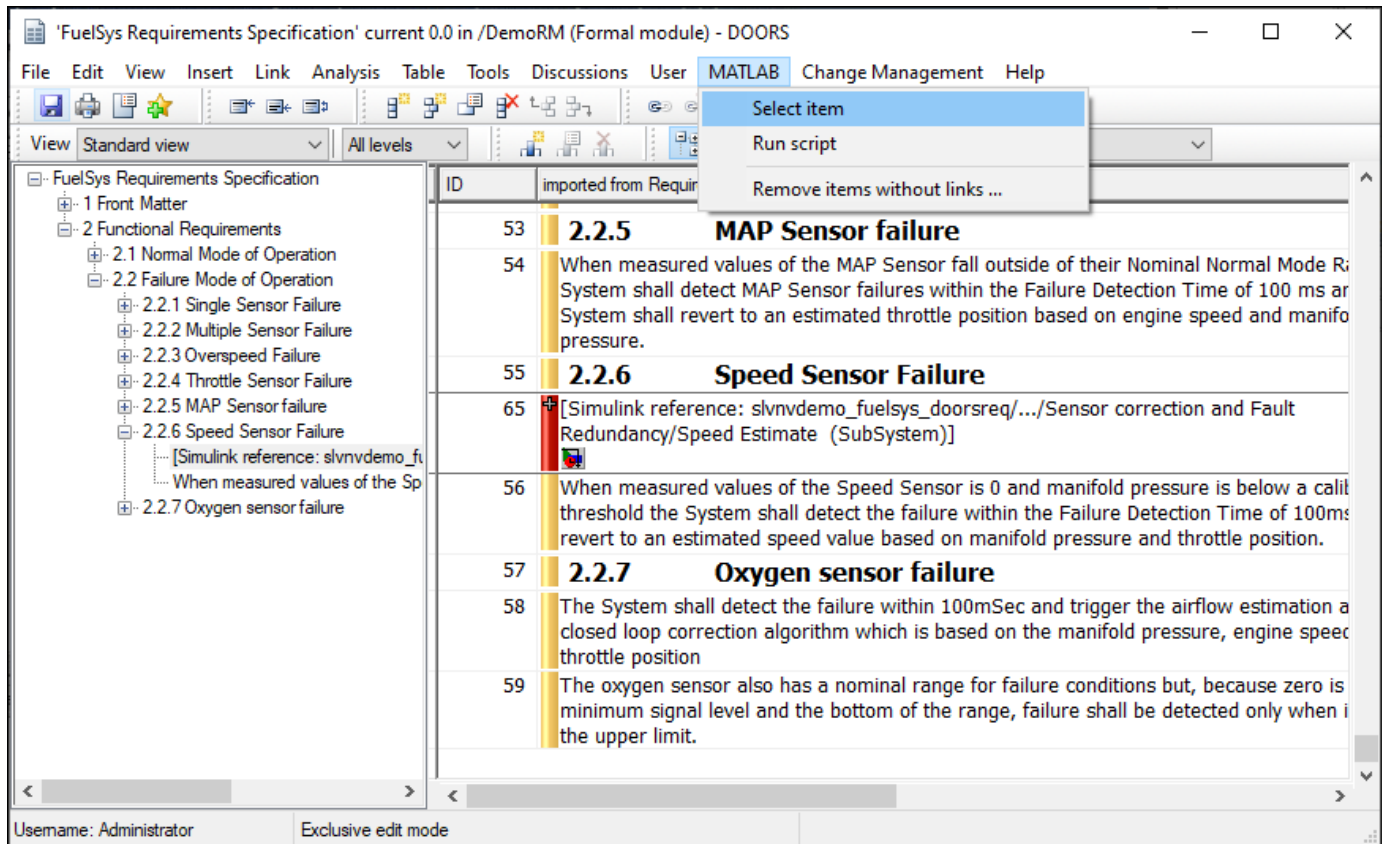 'FuelSys Requirements Specification' current 0.0 in /DemoRM (Formal module) - DOORS
File Edit View Insert Link Analysis Table Tools Discussions User MATLAB Change Management Help
Select item
Run script
Remove items without links ...
View Standard view All levels
FuelSys Requirements Specification
1 Front Matter
2 Functional Requirements
2.1 Normal Mode of Operation
2.2 Failure Mode of Operation
2.2.1 Single Sensor Failure
2.2.2 Multiple Sensor Failure
2.2.3 Overspeed Failure
2.2.4 Throttle Sensor Failure
2.2.5 MAP Sensor failure
2.2.6 Speed Sensor Failure
[Simulink reference: slvnvdemo_fu
When measured values of the Sp
2.2.7 Oxygen sensor failure
ID imported from Requir
53 2.2.5 MAP Sensor failure
54 When measured values of the MAP Sensor fall outside of their Nominal Normal Mode Ra
System shall detect MAP Sensor failures within the Failure Detection Time of 100 ms an
System shall revert to an estimated throttle position based on engine speed and manifo
pressure.
55 2.2.6 Speed Sensor Failure
65 [Simulink reference: slvnvdemo_fuelsys_doorsreq/.../Sensor correction and Fault
Redundancy/Speed Estimate (SubSystem)]
56 When measured values of the Speed Sensor is 0 and manifold pressure is below a calib
threshold the System shall detect the failure within the Failure Detection Time of 100ms
revert to an estimated speed value based on manifold pressure and throttle position.
57 2.2.7 Oxygen sensor failure
58 The System shall detect the failure within 100mSec and trigger the airflow estimation a
closed loop correction algorithm which is based on the manifold pressure, engine speed
throttle position
59 The oxygen sensor also has a nominal range for failure conditions but, because zero is
minimum signal level and the bottom of the range, failure shall be detected only when i
the upper limit.
Username: Administrator Exclusive edit mode